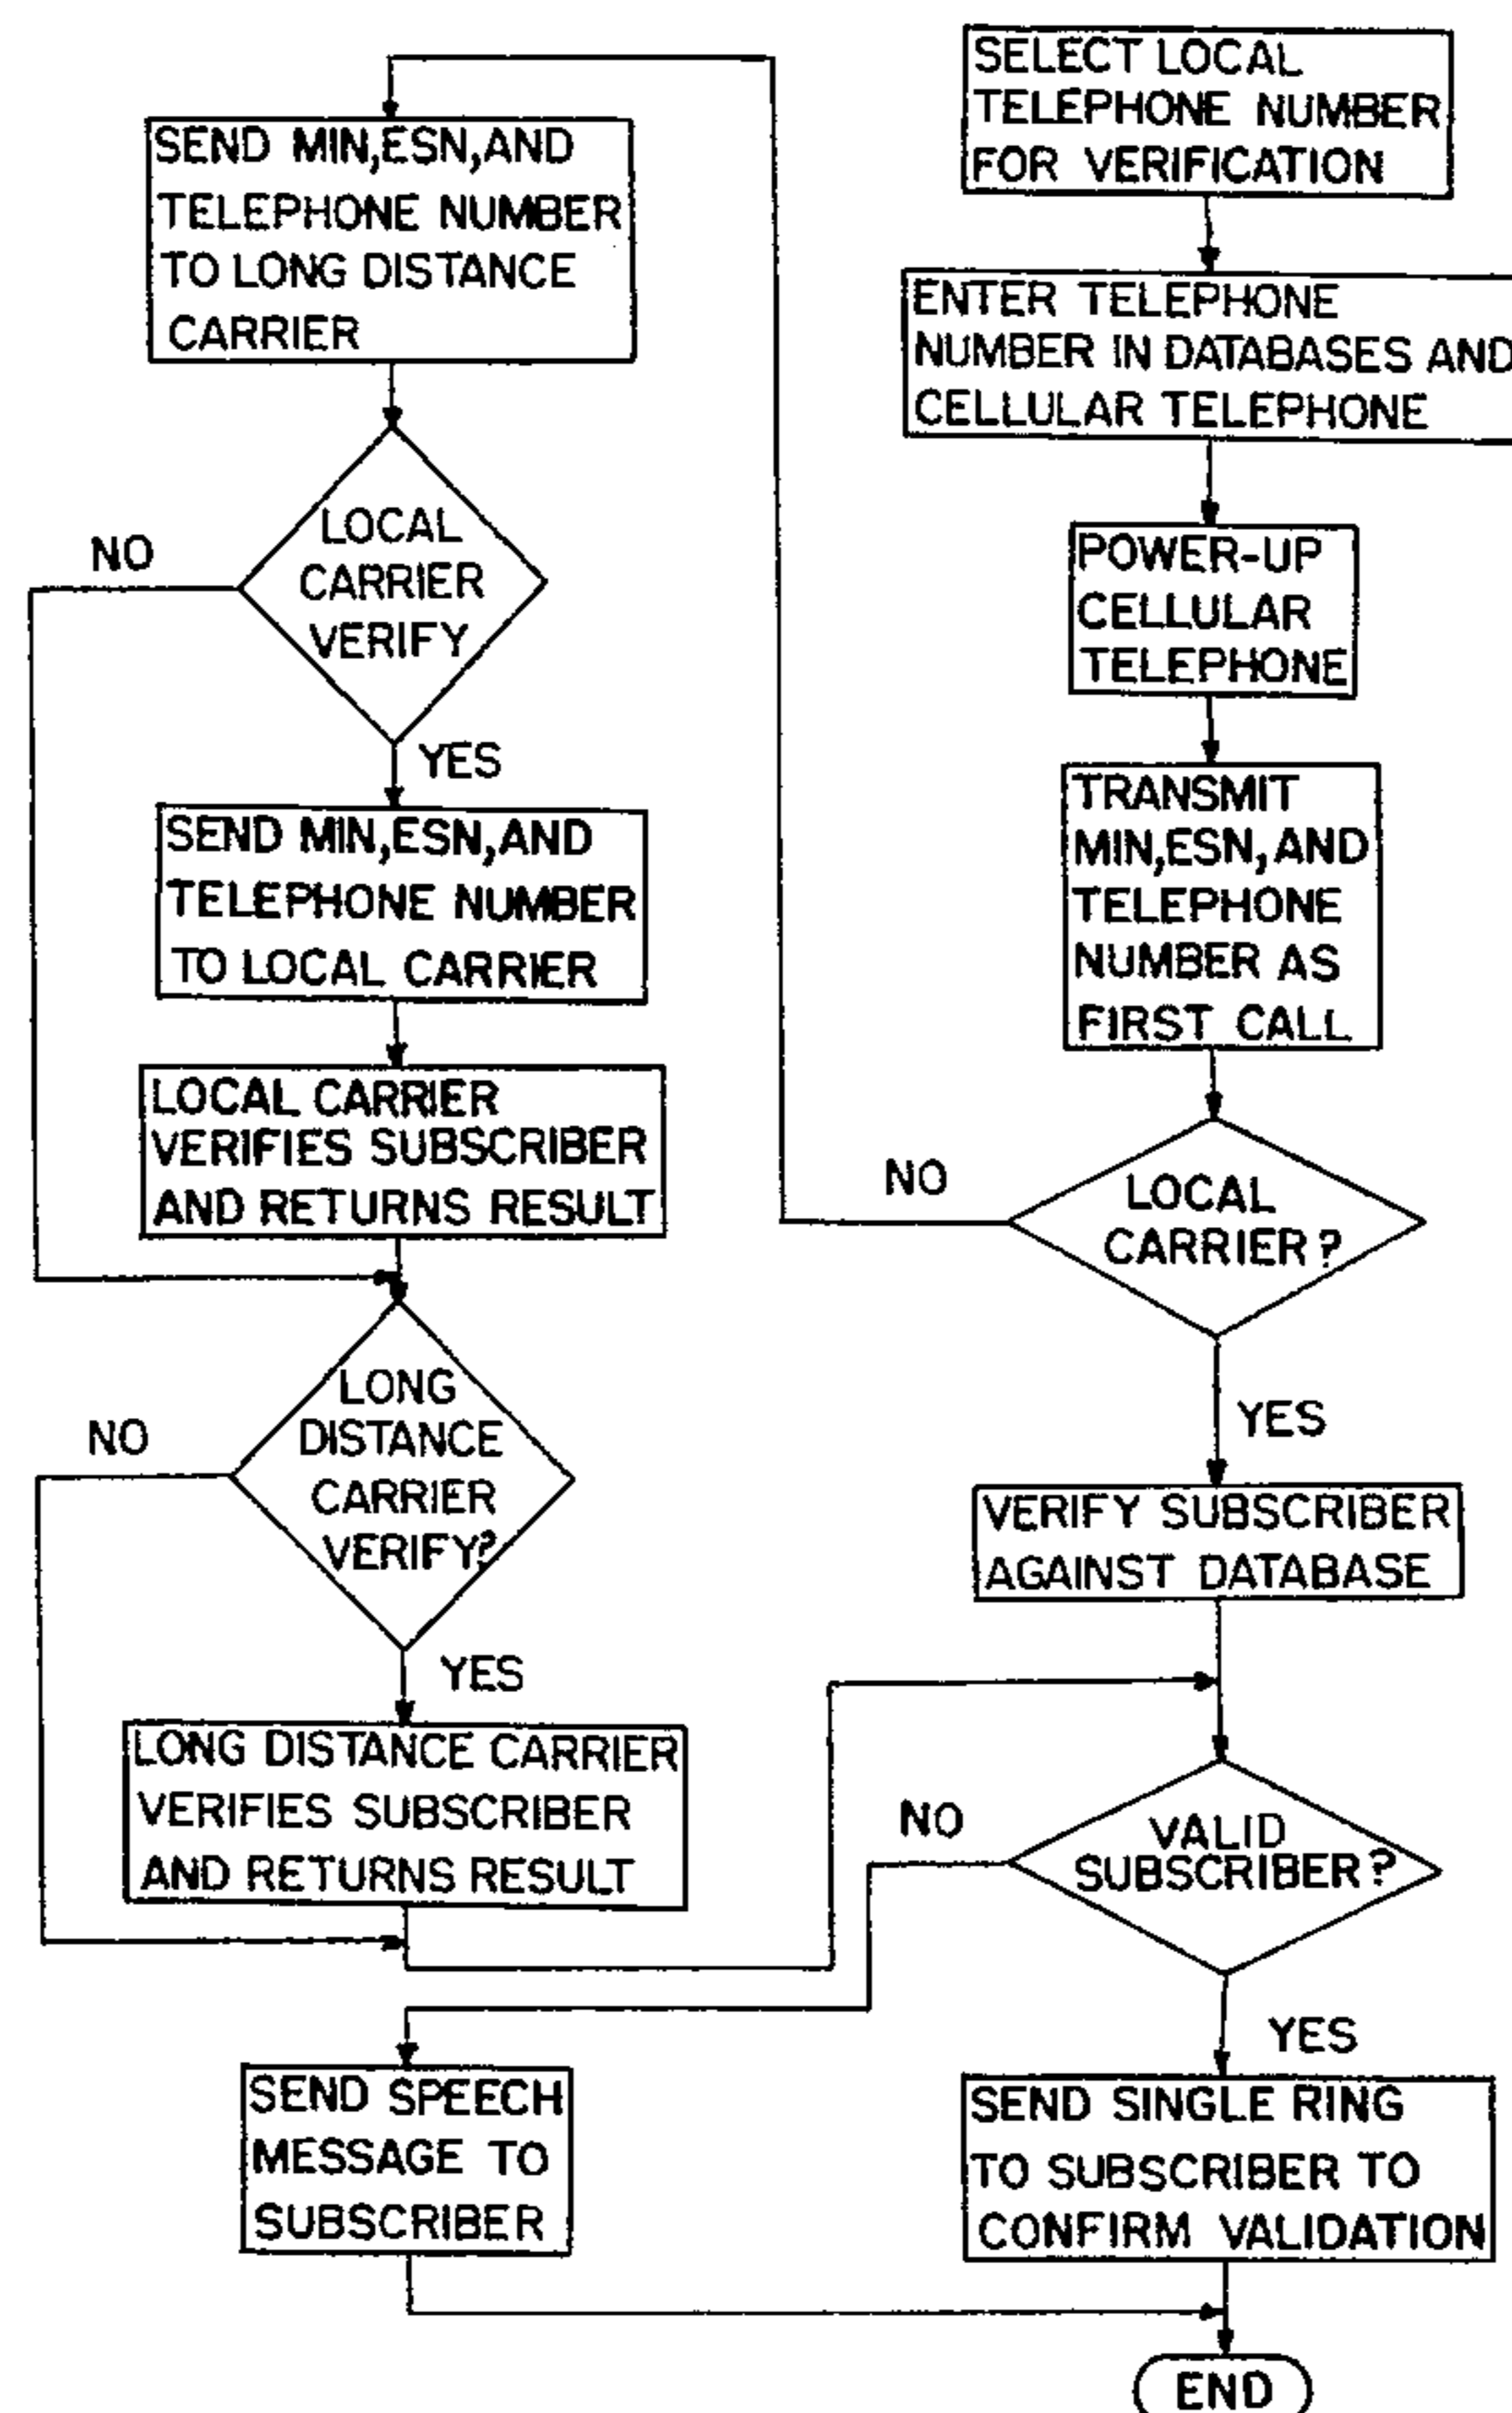 SELECT LOCAL
TELEPHONE NUMBER
FOR VERIFICATION
ENTER TELEPHONE
NUMBER IN DATABASES AND
CELLULAR TELEPHONE
POWER-UP
CELLULAR
TELEPHONE
TRANSMIT
MIN,ESN,AND
TELEPHONE
NUMBER AS
FIRST CALL
LOCAL
CARRIER?
NO
YES
VERIFY SUBSCRIBER
AGAINST DATABASE
VALID
SUBSCRIBER?
NO
YES
SEND SINGLE RING
TO SUBSCRIBER TO
CONFIRM VALIDATION
END
SEND MIN,ESN,AND
TELEPHONE NUMBER
TO LONG DISTANCE
CARRIER
LOCAL
CARRIER
VERIFY
NO
YES
SEND MIN,ESN,AND
TELEPHONE NUMBER
TO LOCAL CARRIER
LOCAL CARRIER
VERIFIES SUBSCRIBER
AND RETURNS RESULT
LONG
DISTANCE
CARRIER
VERIFY?
NO
YES
LONG DISTANCE CARRIER
VERIFIES SUBSCRIBER
AND RETURNS RESULT
SEND SPEECH
MESSAGE TO
SUBSCRIBER